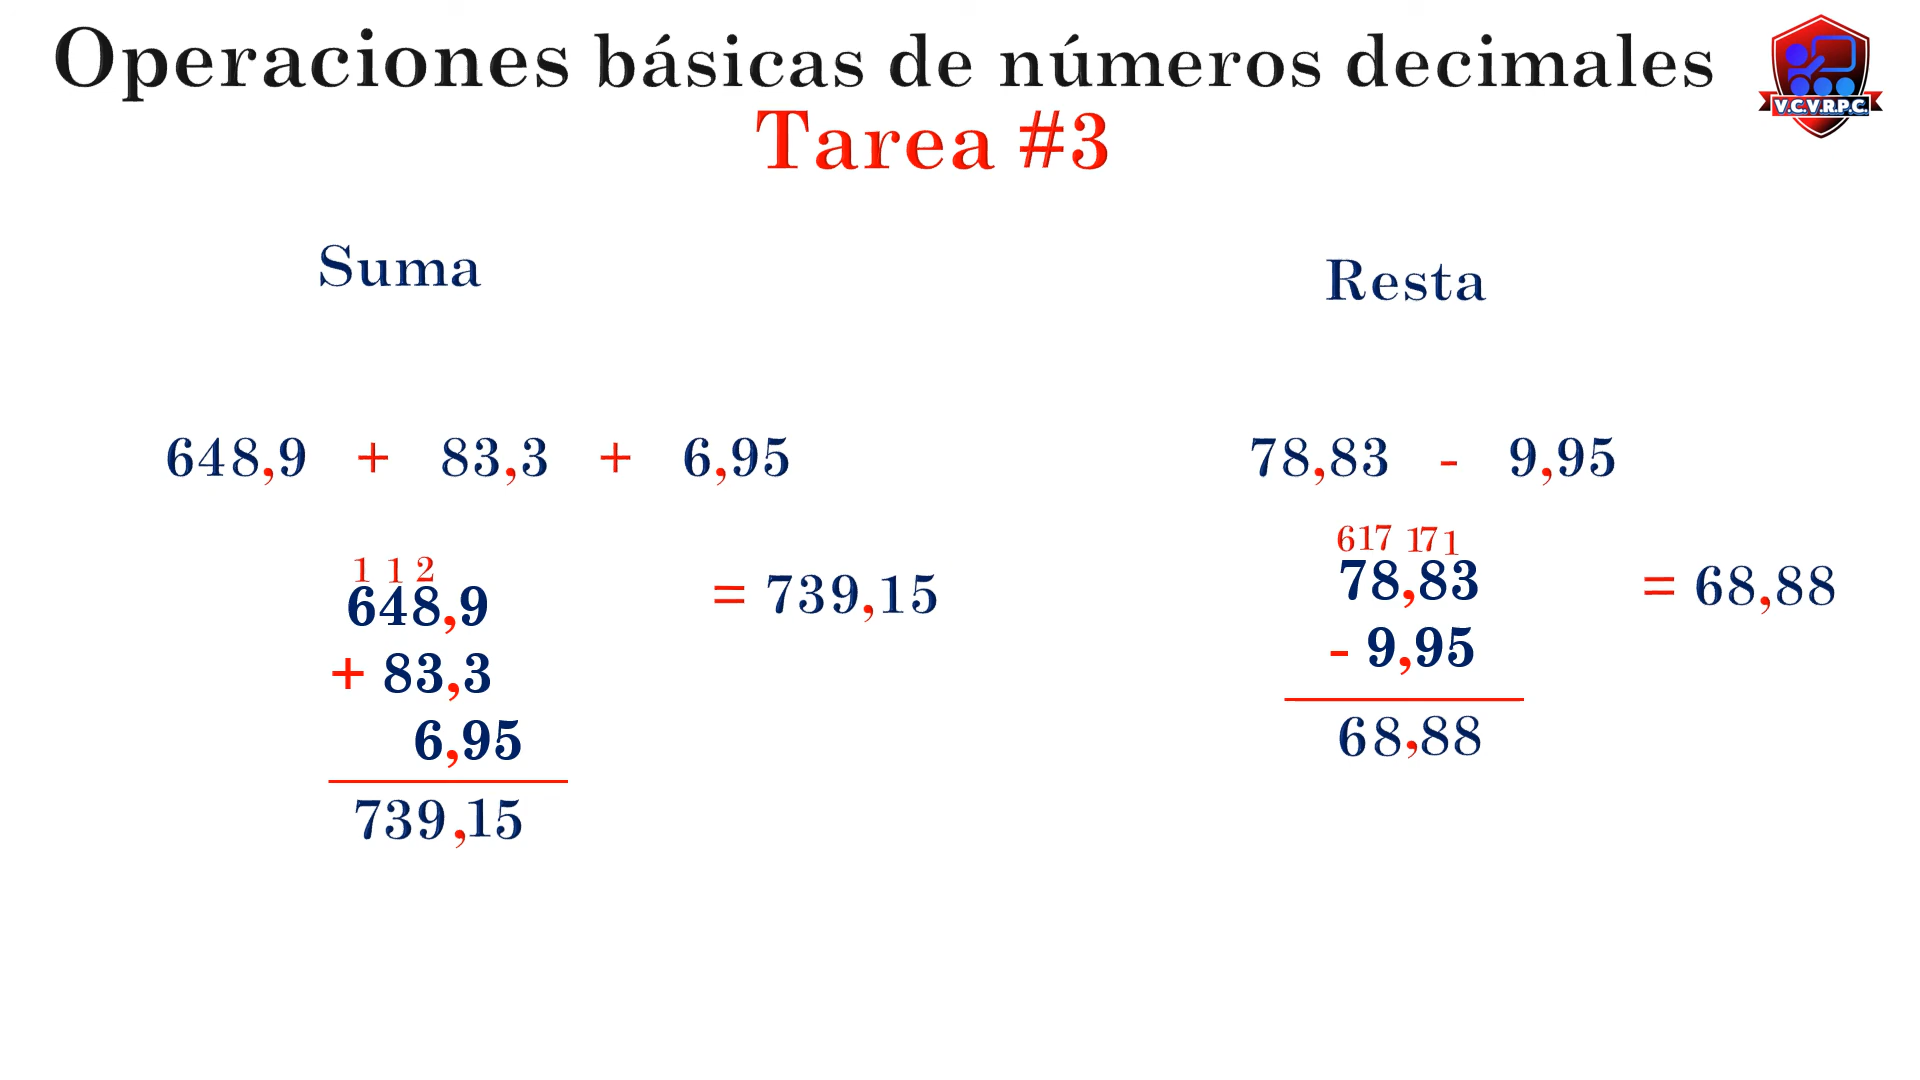 Operaciones básicas de números decimales
Tarea #3
V.C.V.R.P.C.
Suma
648,9 + 83,3 + 6,95
1 1 2
648,9
+ 83,3
6,95
739,15
= 739,15
Resta
78,83 - 9,95
617 171
78,83
- 9,95
68,88
= 68,88